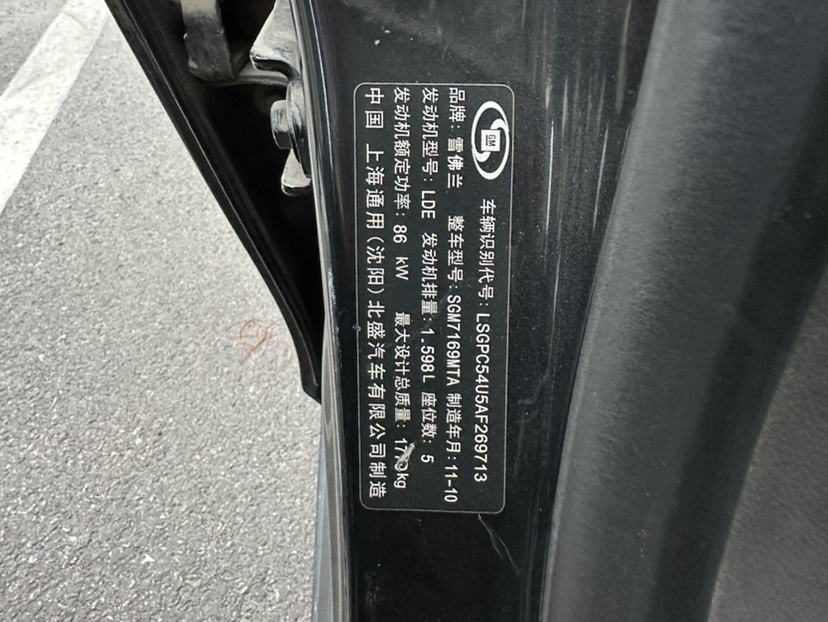 GM
车辆识别代号: LSGPC54U5AF269713
品牌: 雪佛兰 整车型号: SGM7169MTA 制造年月: 11-10
发动机型号: LDE 发动机排量: 1.598L 座位数: 5
发动机额定功率: 86 kW 最大设计总质量:
中国 上海通用(沈阳)北盛汽车有限公司制造